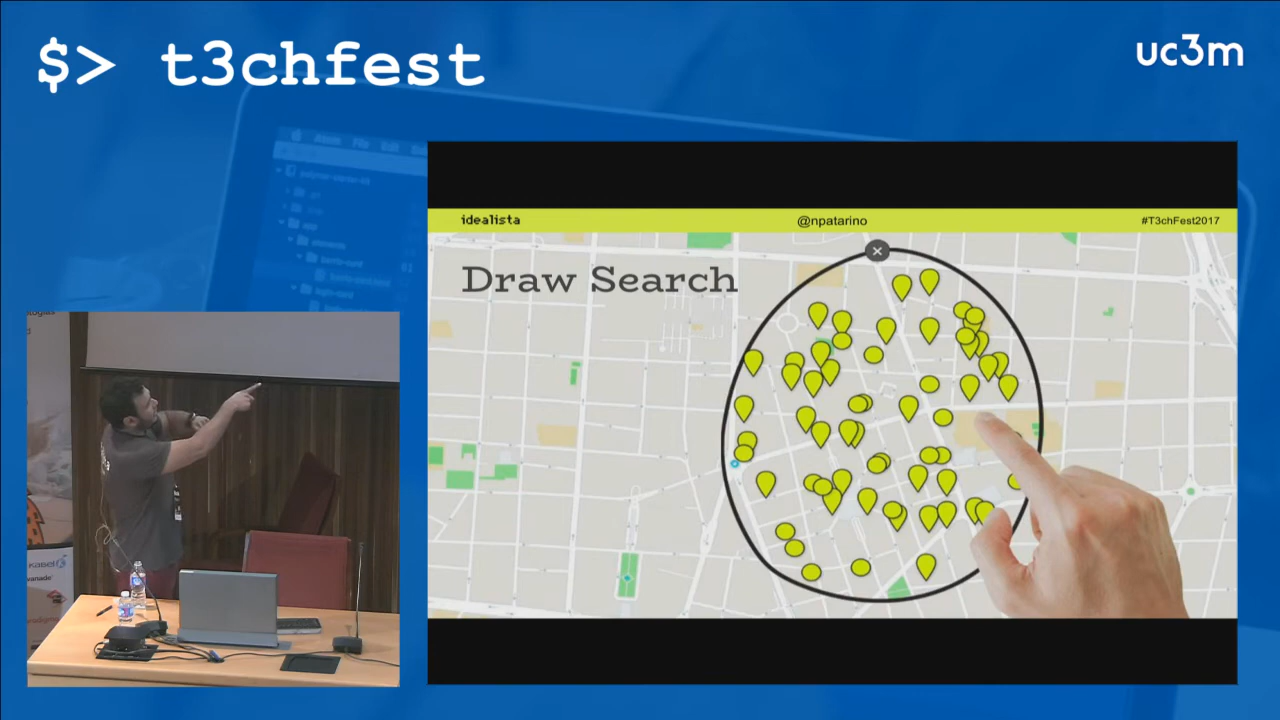 $> t3chfest
uc3m
idealista
@npatarino
#T3chFest2017
Draw Search